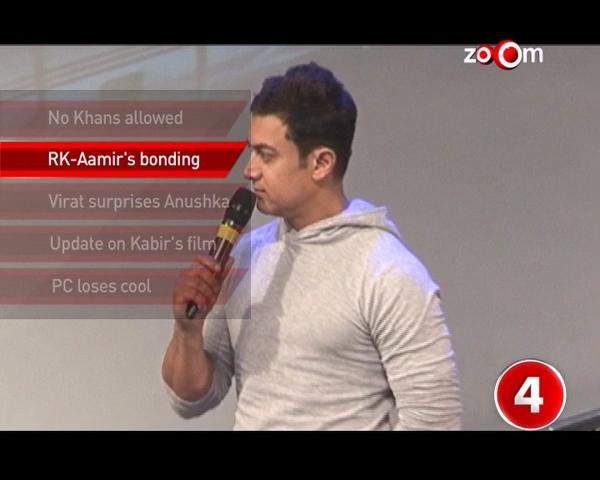 zoom
No Khans allowed
RK-Aamir's bonding
Virat surprises Anushka
Update on Kabir's film
PC loses cool
4